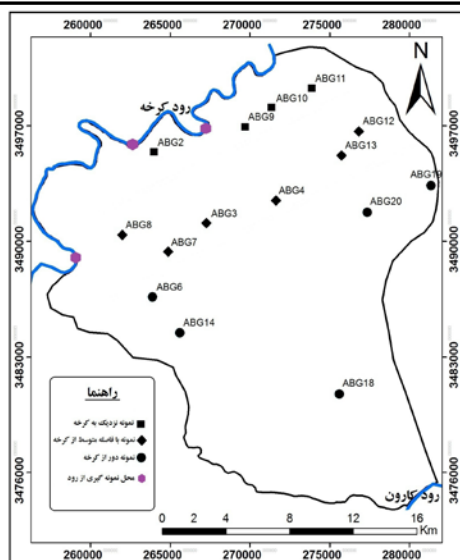 260000 265000 270000 275000 280000
N
ABG11
رود کرخه
ABG10
3497000
ABG9
ABG12
3497000
ABG2
ABG13
ABG19
ABG4
ABG20
ABG3
ABG8
3490000
3490000
ABG7
ABG6
ABG14
3483000
3483000
ABG18
راهنما
نمونه نزدیک به کرخه
نمونه با فاصله متوسط از کرخه
نمونه دور از کرخه
محل نمونه گیری از رود
3476000
3476000
رود کارون
0 2 4 8 12 16
Km
260000 265000 270000 275000 280000